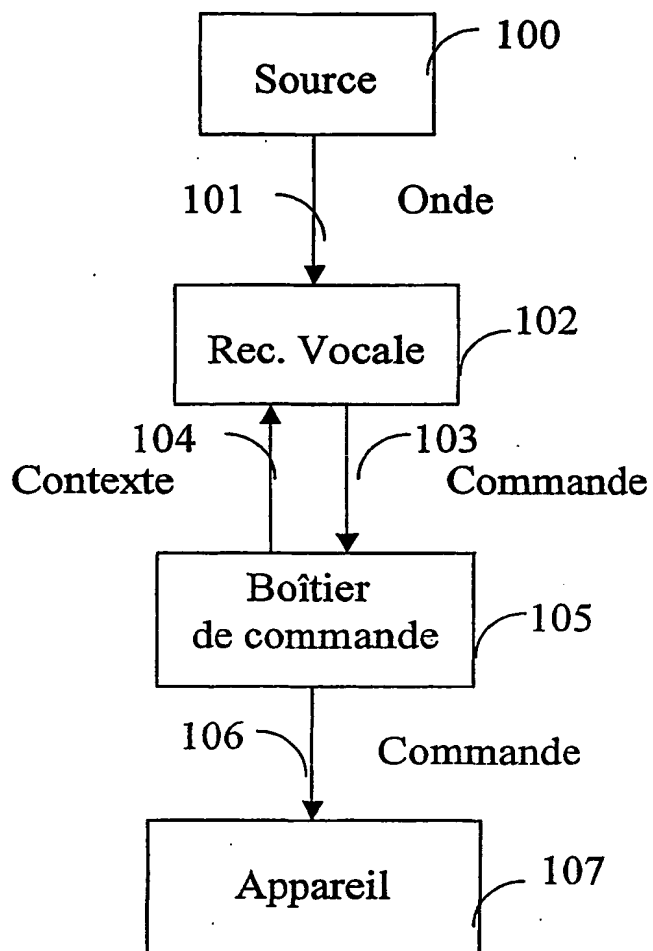 100
Source
101 Onde
102
Rec. Vocale
104 103
Contexte Commande
Boîtier
de commande
105
106 Commande
Appareil
107